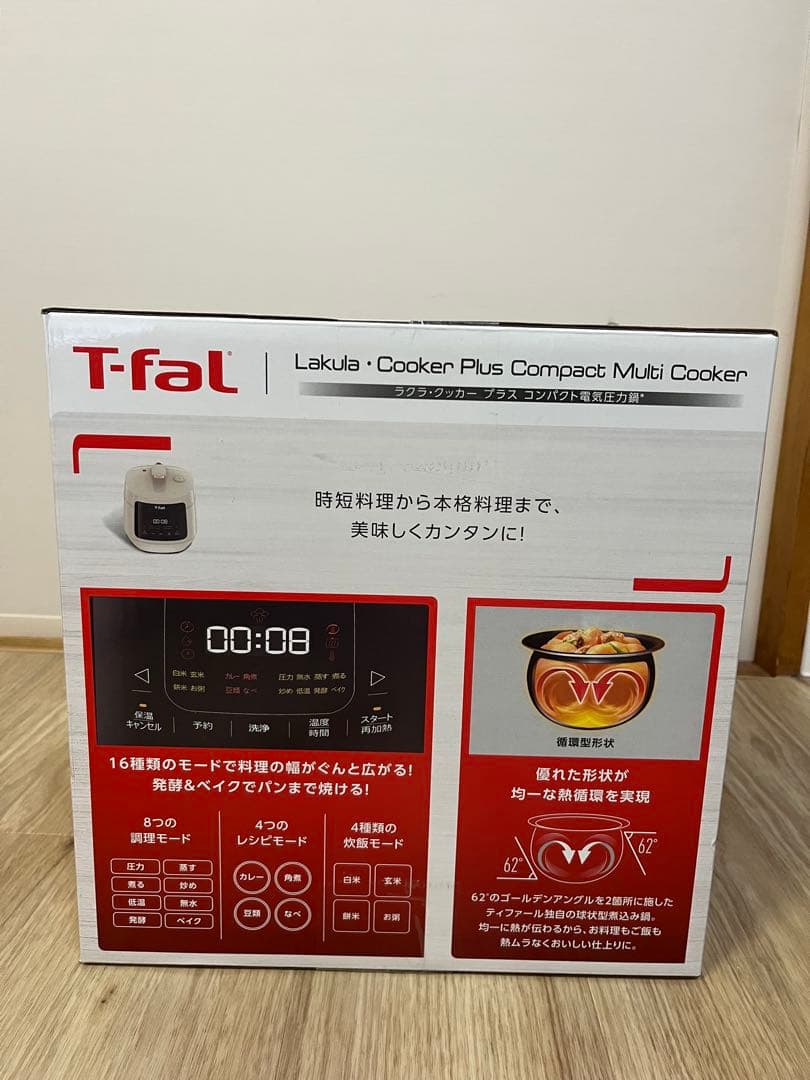 T-fal
Lakula・Cooker Plus Compact Multi Cooker
ラクラ・クッカー プラス コンパクト電気圧力鍋*
時短料理から本格料理まで、
美味しくカンタンに!
T-fal
00:08
00:08
白米 玄米 カレー 角煮 圧力 無水 蒸す 煮る
餅米 お粥 豆類 なべ 炒め 低温 発酵 ベイク
保温
キャンセル
予約
洗浄
温度
時間
スタート
再加熱
16種類のモードで料理の幅がぐんと広がる!
発酵&ベイクでパンまで焼ける!
8つの
調理モード
圧力 蒸す
煮る 炒め
低温 無水
発酵 ベイク
4つの
レシピモード
カレー 角煮
豆類 なべ
4種類の
炊飯モード
白米 玄米
餅米 お粥
循環型形状
優れた形状が
均一な熱循環を実現
62°
62°
62°のゴールデンアングルを2箇所に施した
ティファール独自の球状型煮込み鍋。
均一に熱が伝わるから、お料理もご飯も
熱ムラなくおいしい仕上りに。